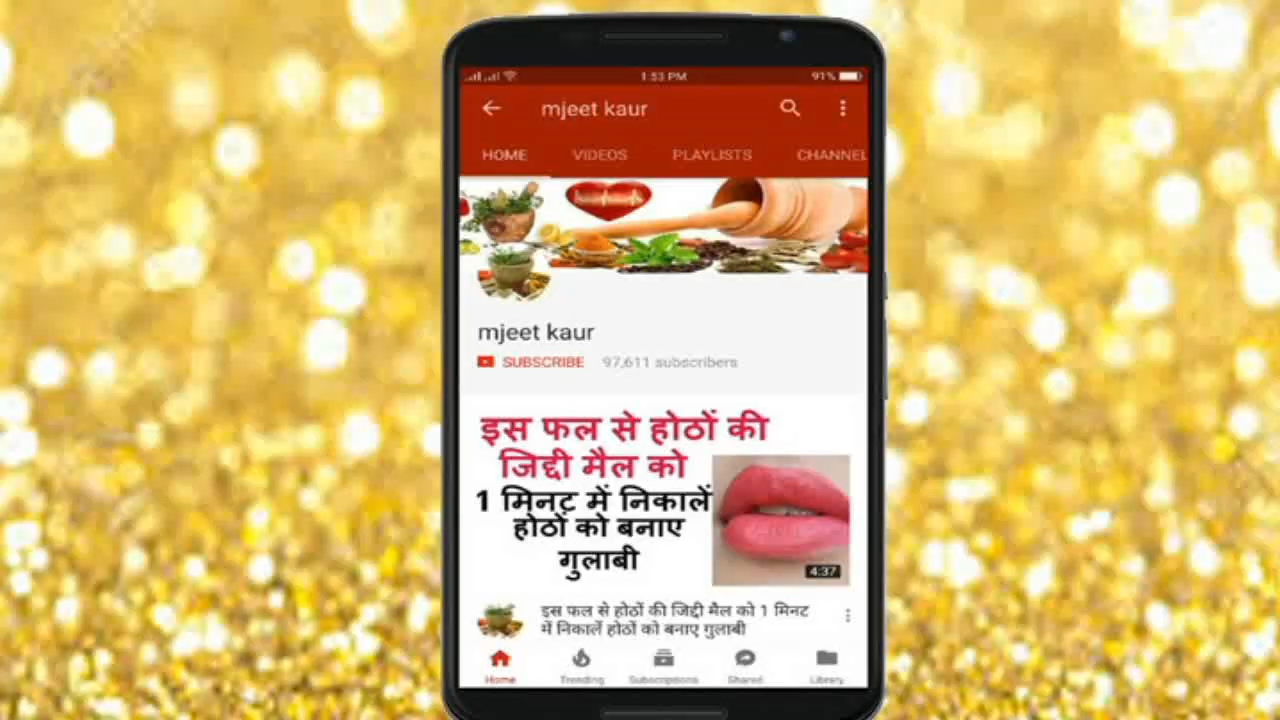 1:53 PM
91%
mjeet kaur
HOME VIDEOS PLAYLISTS CHANNEL
mjeet kaur
SUBSCRIBE 97,611 subscribers
इस फल से होठों की
जिद्दी मैल को
1 मिनट में निकालें
होठों को बनाए
गुलाबी
4:37
इस फल से होठों की जिद्दी मैल को 1 मिनट
में निकालें होठों को बनाए गुलाबी
Home Trending Subscriptions Shared Library